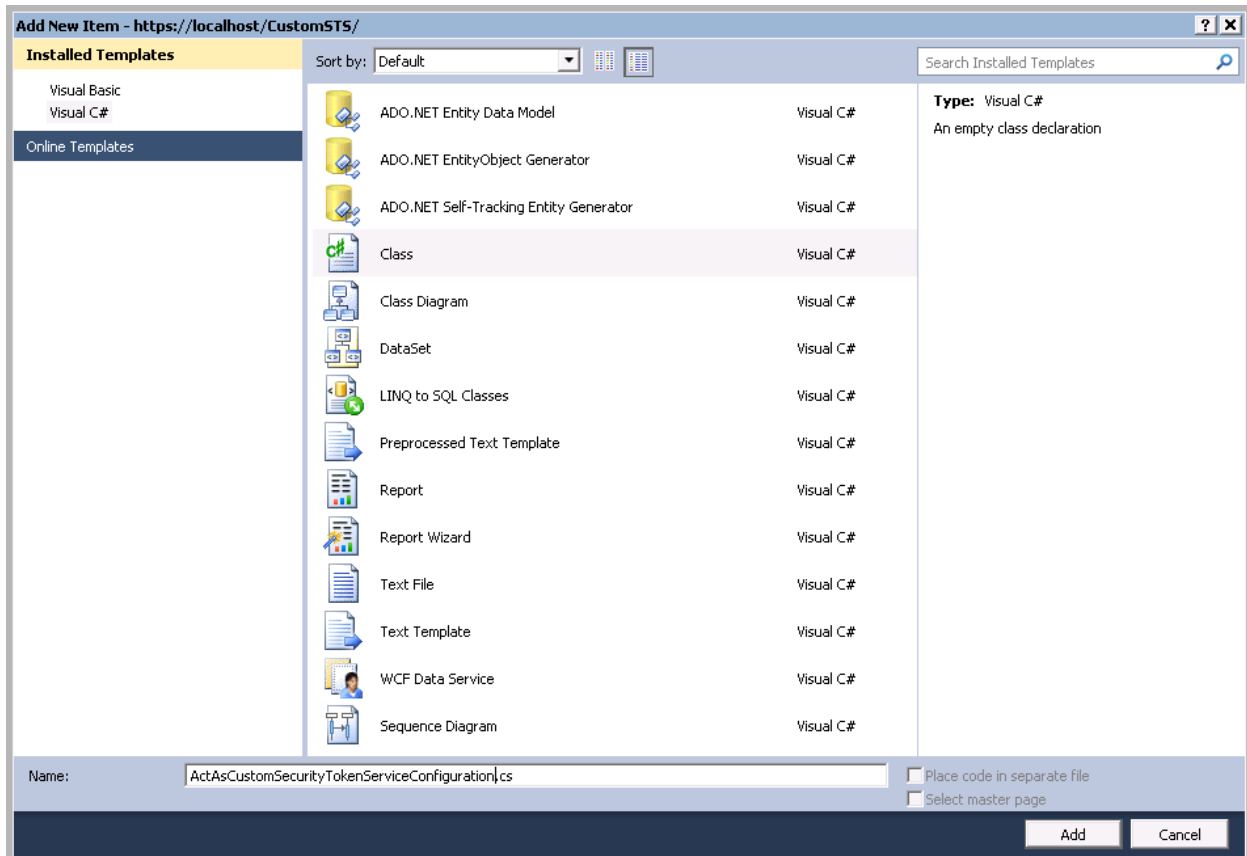 Add New Item - https://localhost/CustomSTS/
? X
Installed Templates
Visual Basic
Visual C#
Online Templates
Sort by: Default
Search Installed Templates
ADO.NET Entity Data Model Visual C#
ADO.NET EntityObject Generator Visual C#
ADO.NET Self-Tracking Entity Generator Visual C#
C# Class Visual C#
Class Diagram Visual C#
DataSet Visual C#
LINQ to SQL Classes Visual C#
Preprocessed Text Template Visual C#
Report Visual C#
Report Wizard Visual C#
Text File Visual C#
Text Template Visual C#
WCF Data Service Visual C#
Sequence Diagram Visual C#
Type: Visual C#
An empty class declaration
Name: ActAsCustomSecurityTokenServiceConfiguration.cs
Place code in separate file
Select master page
Add Cancel